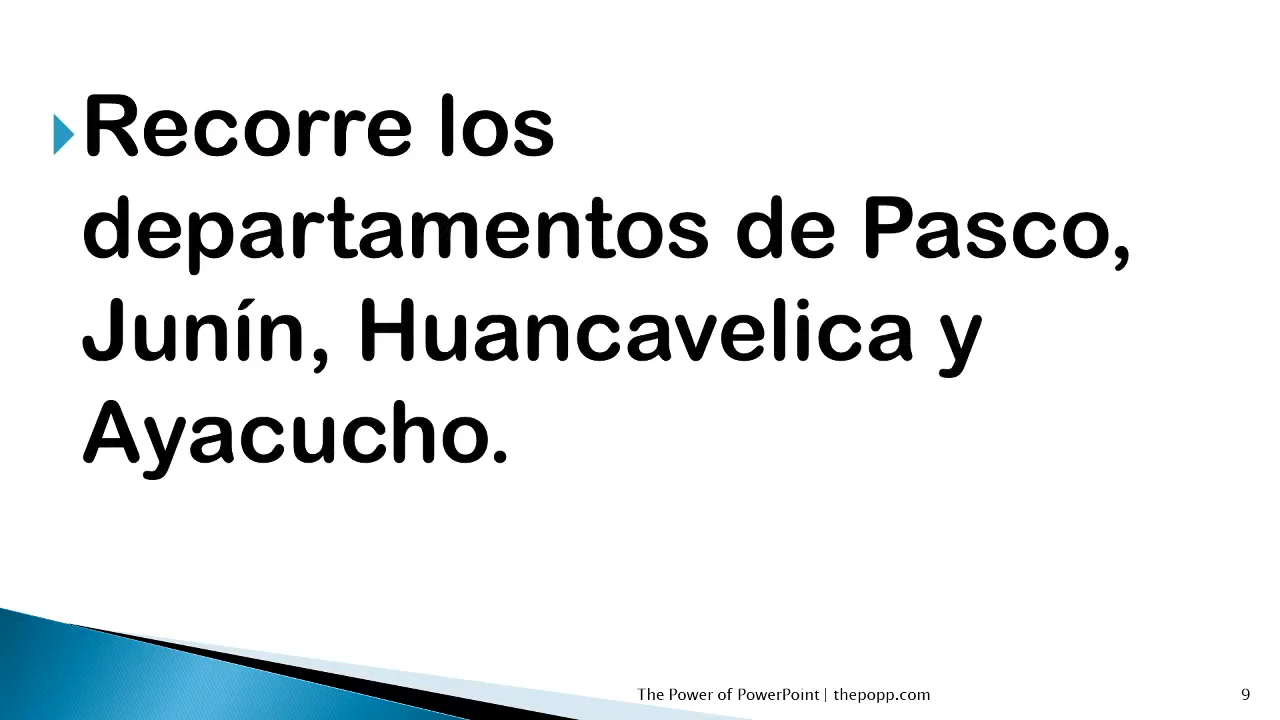 Recorre los
departamentos de Pasco,
Junín, Huancavelica y
Ayacucho.
The Power of PowerPoint | thepopp.com
9